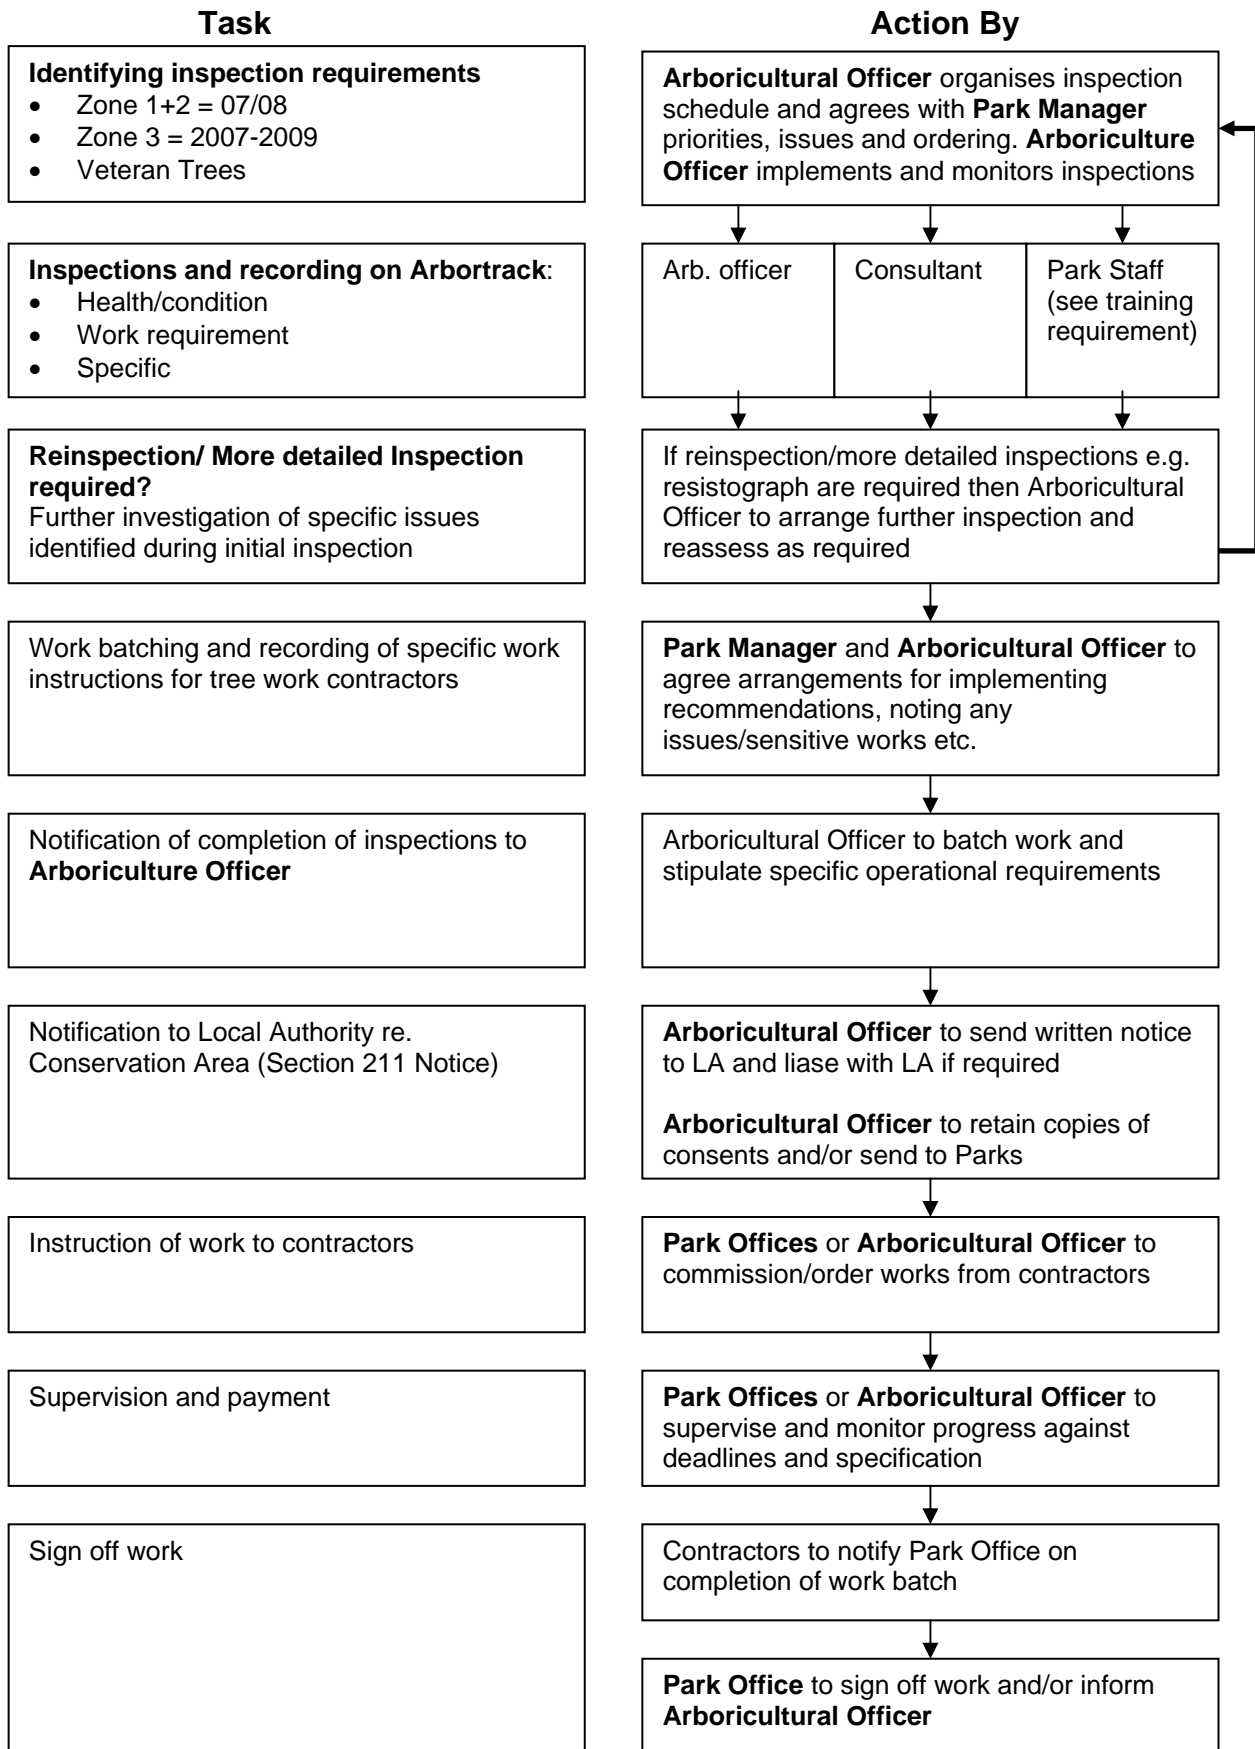 Task
Action By
Identifying inspection requirements
• Zone 1+2 = 07/08
• Zone 3 = 2007-2009
• Veteran Trees
Arboricultural Officer organises inspection
schedule and agrees with Park Manager
priorities, issues and ordering. Arboriculture
Officer implements and monitors inspections
Inspections and recording on Arbortrack:
• Health/condition
• Work requirement
• Specific
Arb. officer
Consultant
Park Staff
(see training
requirement)
Reinspection/ More detailed Inspection
required?
Further investigation of specific issues
identified during initial inspection
If reinspection/more detailed inspections e.g.
resistograph are required then Arboricultural
Officer to arrange further inspection and
reassess as required
Work batching and recording of specific work
instructions for tree work contractors
Park Manager and Arboricultural Officer to
agree arrangements for implementing
recommendations, noting any
issues/sensitive works etc.
Notification of completion of inspections to
Arboriculture Officer
Arboricultural Officer to batch work and
stipulate specific operational requirements
Notification to Local Authority re.
Conservation Area (Section 211 Notice)
Arboricultural Officer to send written notice
to LA and liase with LA if required
Arboricultural Officer to retain copies of
consents and/or send to Parks
Instruction of work to contractors
Park Offices or Arboricultural Officer to
commission/order works from contractors
Supervision and payment
Park Offices or Arboricultural Officer to
supervise and monitor progress against
deadlines and specification
Sign off work
Contractors to notify Park Office on
completion of work batch
Park Office to sign off work and/or inform
Arboricultural Officer